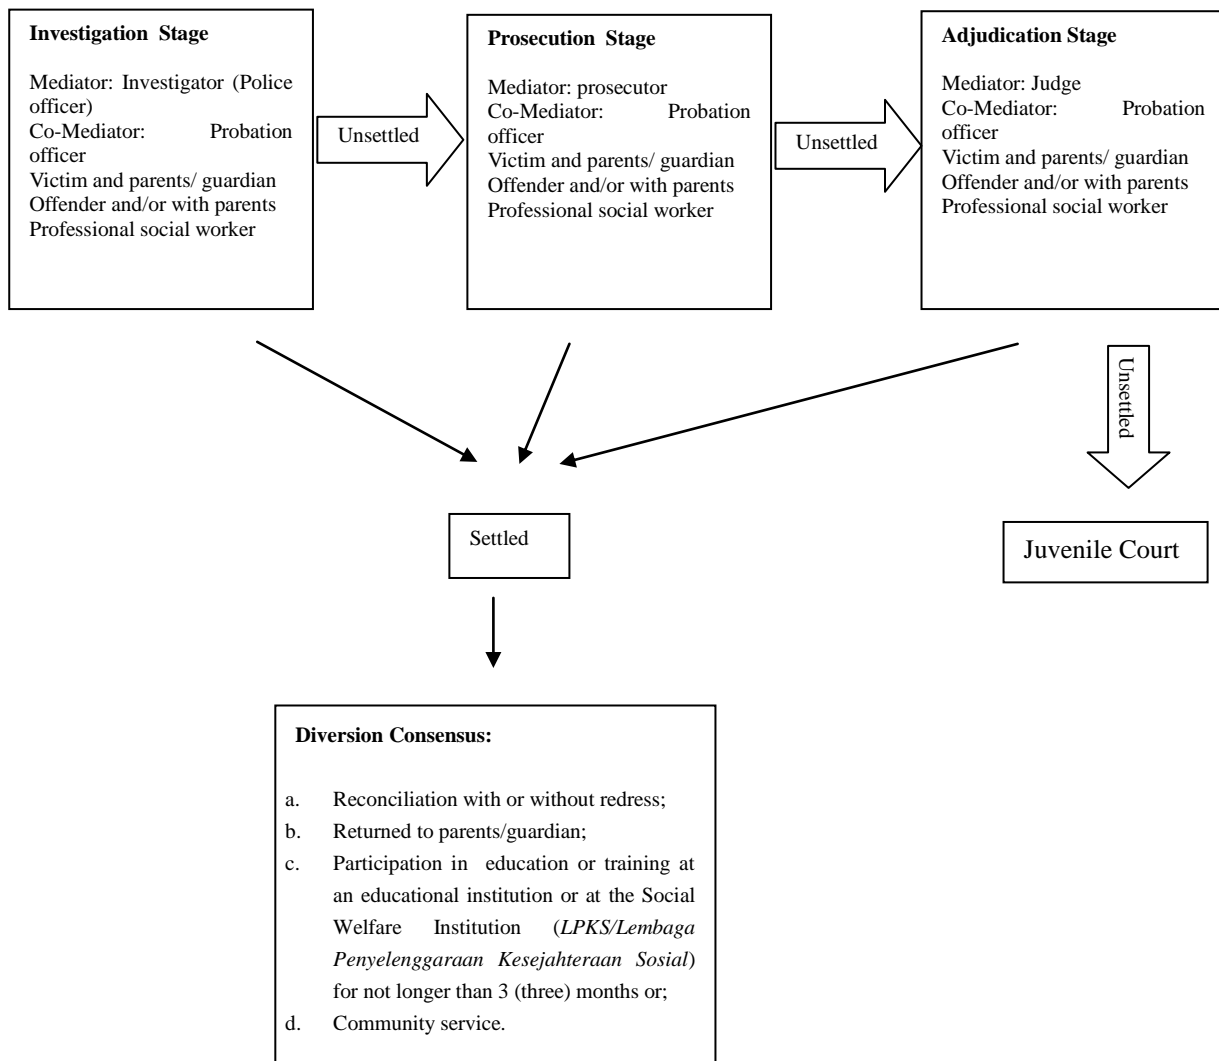 Investigation Stage
Mediator: Investigator (Police
officer)
Co-Mediator: Probation
officer
Victim and parents/ guardian
Offender and/or with parents
Professional social worker
Unsettled
Prosecution Stage
Mediator: prosecutor
Co-Mediator: Probation
officer
Victim and parents/ guardian
Offender and/or with parents
Professional social worker
Unsettled
Adjudication Stage
Mediator: Judge
Co-Mediator: Probation
officer
Victim and parents/ guardian
Offender and/or with parents
Professional social worker
Unsettled
Settled
Juvenile Court
Diversion Consensus:
a. Reconciliation with or without redress;
b. Returned to parents/guardian;
c. Participation in education or training at
an educational institution or at the Social
Welfare Institution (LPKS/Lembaga
Penyelenggaraan Kesejahteraan Sosial)
for not longer than 3 (three) months or;
d. Community service.